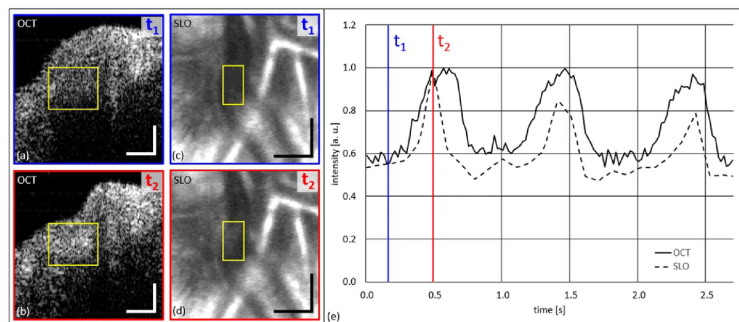 OCT
t1
(a)
SLO
t1
(c)
OCT
t2
(b)
SLO
t2
(d)
intensity [a. u.]
1.2
1.0
0.8
0.6
0.4
0.2
0.0
t1
t2
OCT
SLO
0.0
0.5
1.0
1.5
2.0
2.5
(e)
time [s]